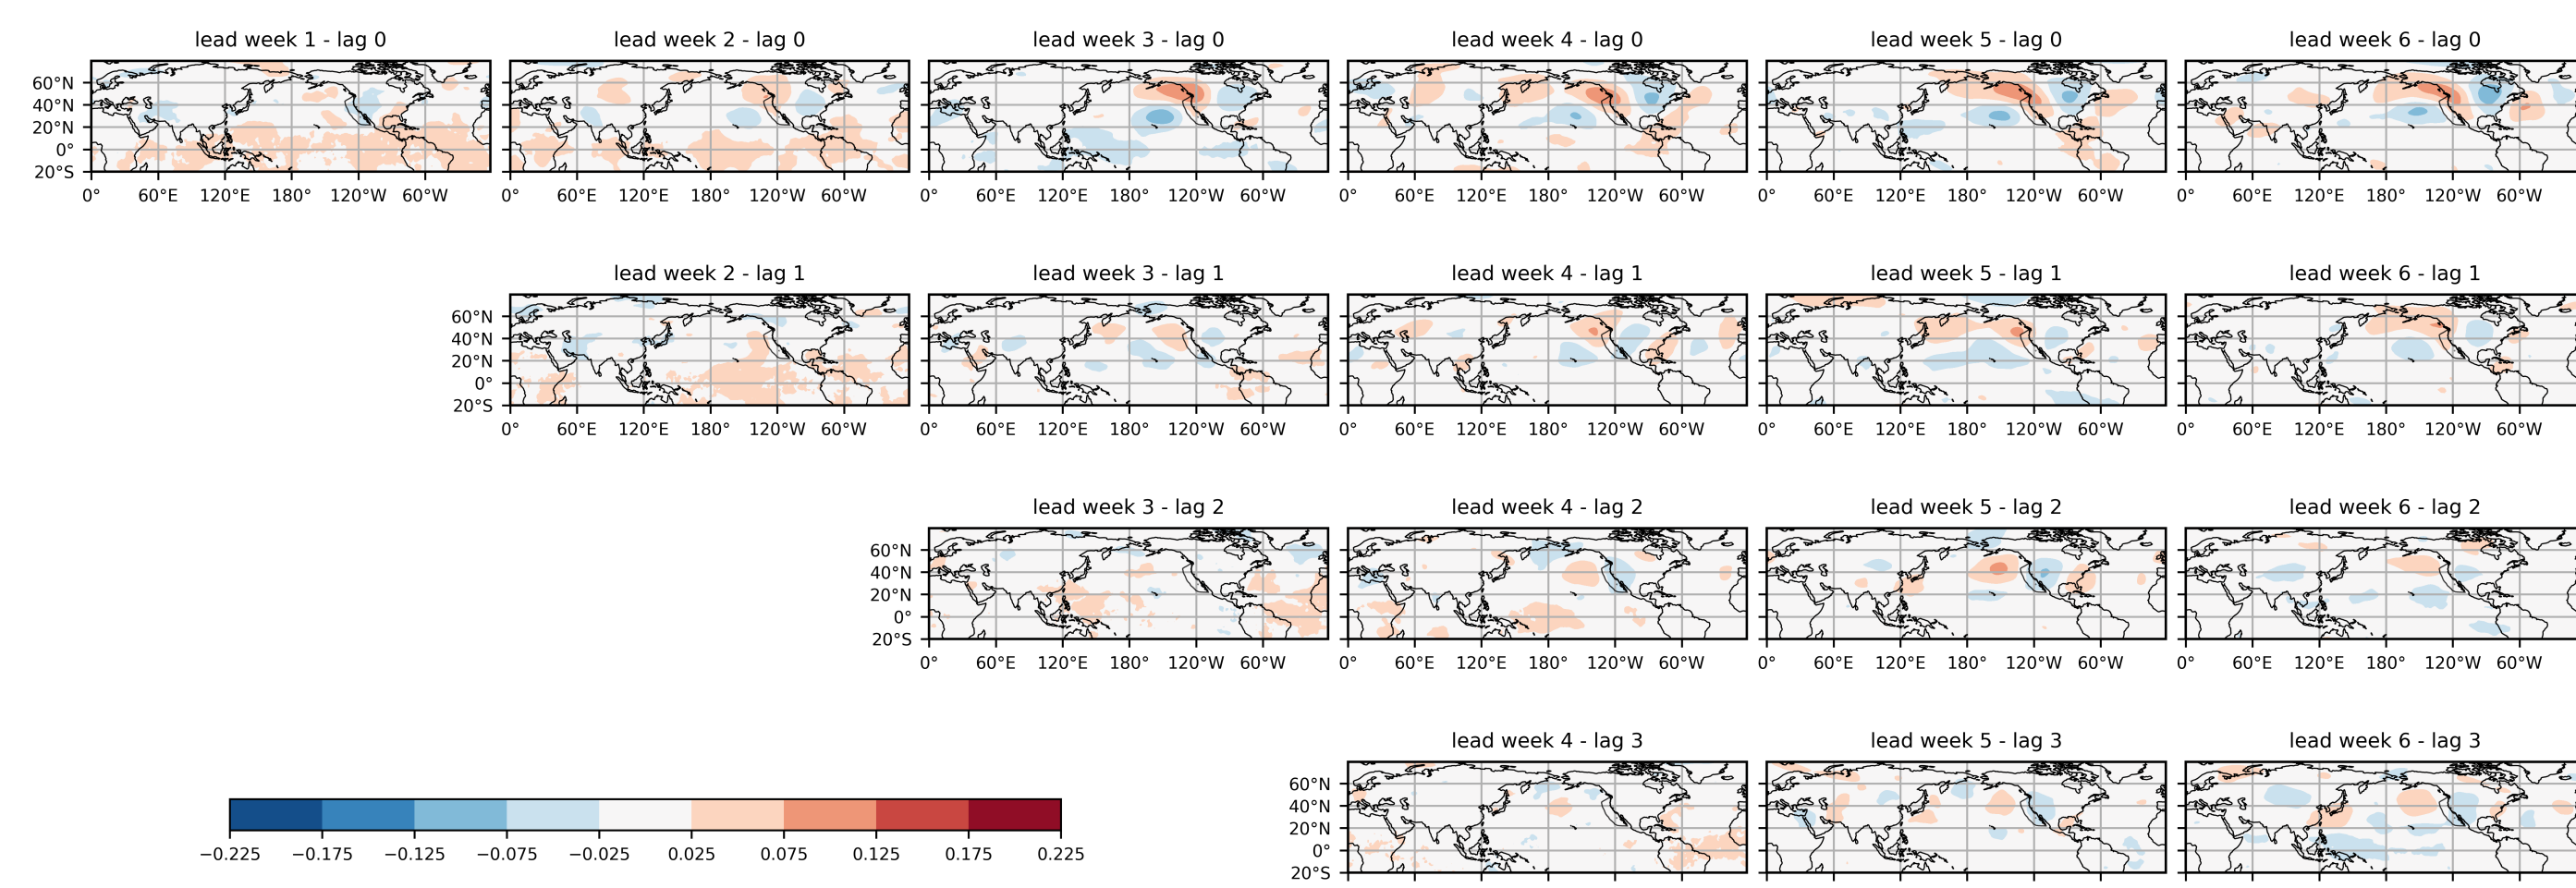 lead week 1 - lag 0 lead week 2 - lag 0 lead week 3 - lag 0 lead week 4 - lag 0 lead week 5 - lag 0 lead week 6 - lag 0
60°N
40°N
20°N
0°
20°S
0° 60°E 120°E 180° 120°W 60°W 0° 60°E 120°E 180° 120°W 60°W 0° 60°E 120°E 180° 120°W 60°W 0° 60°E 120°E 180° 120°W 60°W 0° 60°E 120°E 180° 120°W 60°W 0° 60°E 120°E 180° 120°W 60°W
lead week 2 - lag 1 lead week 3 - lag 1 lead week 4 - lag 1 lead week 5 - lag 1 lead week 6 - lag 1
60°N
40°N
20°N
0°
20°S
0° 60°E 120°E 180° 120°W 60°W 0° 60°E 120°E 180° 120°W 60°W 0° 60°E 120°E 180° 120°W 60°W 0° 60°E 120°E 180° 120°W 60°W 0° 60°E 120°E 180° 120°W 60°W
lead week 3 - lag 2 lead week 4 - lag 2 lead week 5 - lag 2 lead week 6 - lag 2
60°N
40°N
20°N
0°
20°S
0° 60°E 120°E 180° 120°W 60°W 0° 60°E 120°E 180° 120°W 60°W 0° 60°E 120°E 180° 120°W 60°W 0° 60°E 120°E 180° 120°W 60°W
lead week 4 - lag 3 lead week 5 - lag 3 lead week 6 - lag 3
60°N
40°N
20°N
0°
20°S
−0.225 −0.175 −0.125 −0.075 −0.025 0.025 0.075 0.125 0.175 0.225